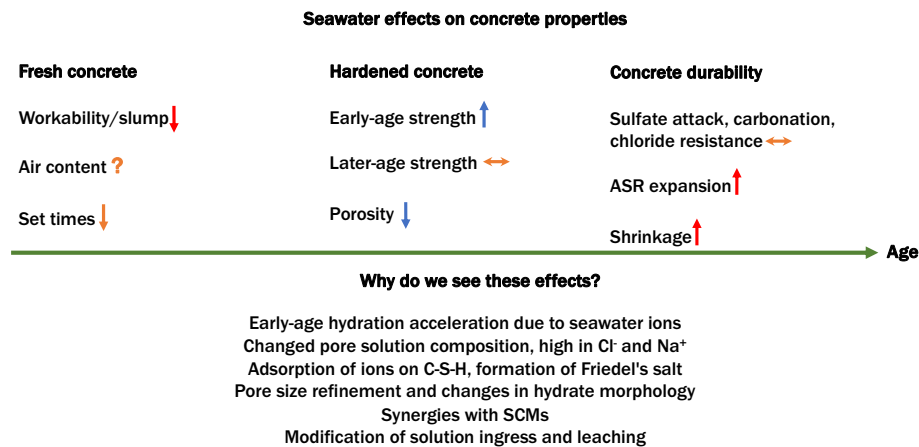 Seawater effects on concrete properties
Fresh concrete
Workability/slump
Air content ?
Set times
Hardened concrete
Early-age strength
Later-age strength
Porosity
Concrete durability
Sulfate attack, carbonation,
chloride resistance
ASR expansion
Shrinkage
Age
Why do we see these effects?
Early-age hydration acceleration due to seawater ions
Changed pore solution composition, high in Cl⁻ and Na⁺
Adsorption of ions on C-S-H, formation of Friedel's salt
Pore size refinement and changes in hydrate morphology
Synergies with SCMs
Modification of solution ingress and leaching